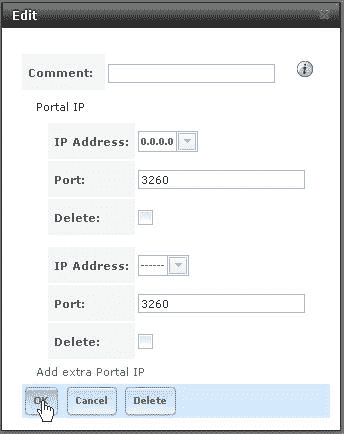 Edit
Comment:
Portal IP
IP Address: 0.0.0.0
Port: 3260
Delete:
IP Address: ------
Port: 3260
Delete:
Add extra Portal IP
OK Cancel Delete